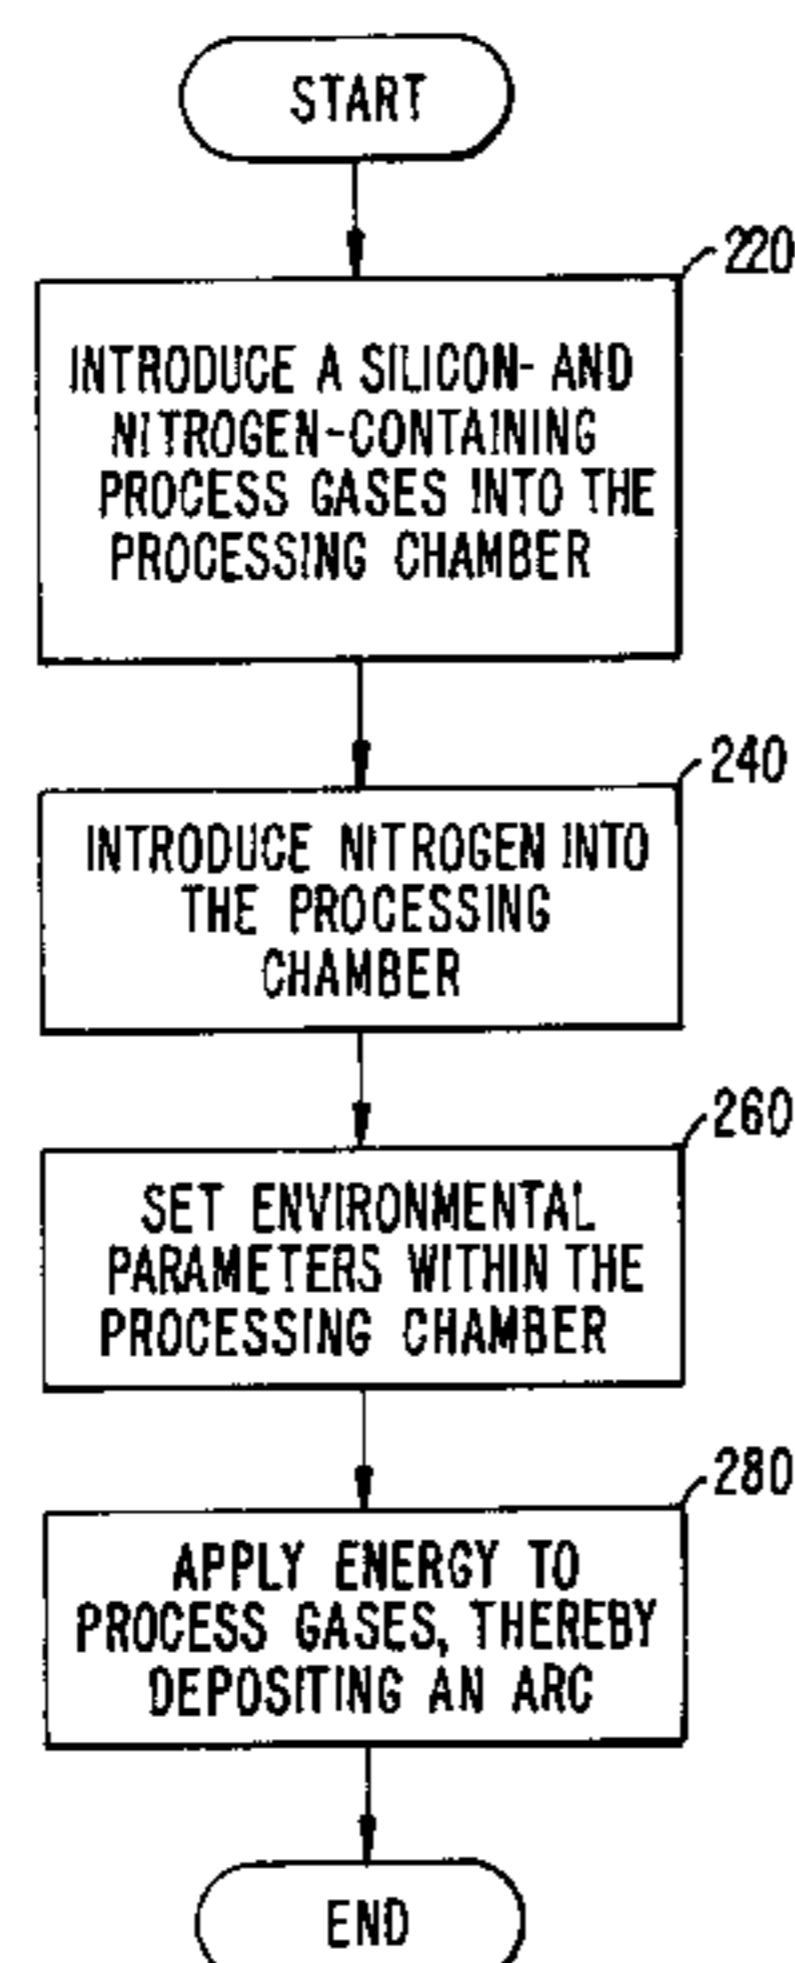 START
220
INTRODUCE A SILICON- AND
NITROGEN-CONTAINING
PROCESS GASES INTO THE
PROCESSING CHAMBER
240
INTRODUCE NITROGEN INTO
THE PROCESSING
CHAMBER
260
SET ENVIRONMENTAL
PARAMETERS WITHIN THE
PROCESSING CHAMBER
280
APPLY ENERGY TO
PROCESS GASES, THEREBY
DEPOSITING AN ARC
END